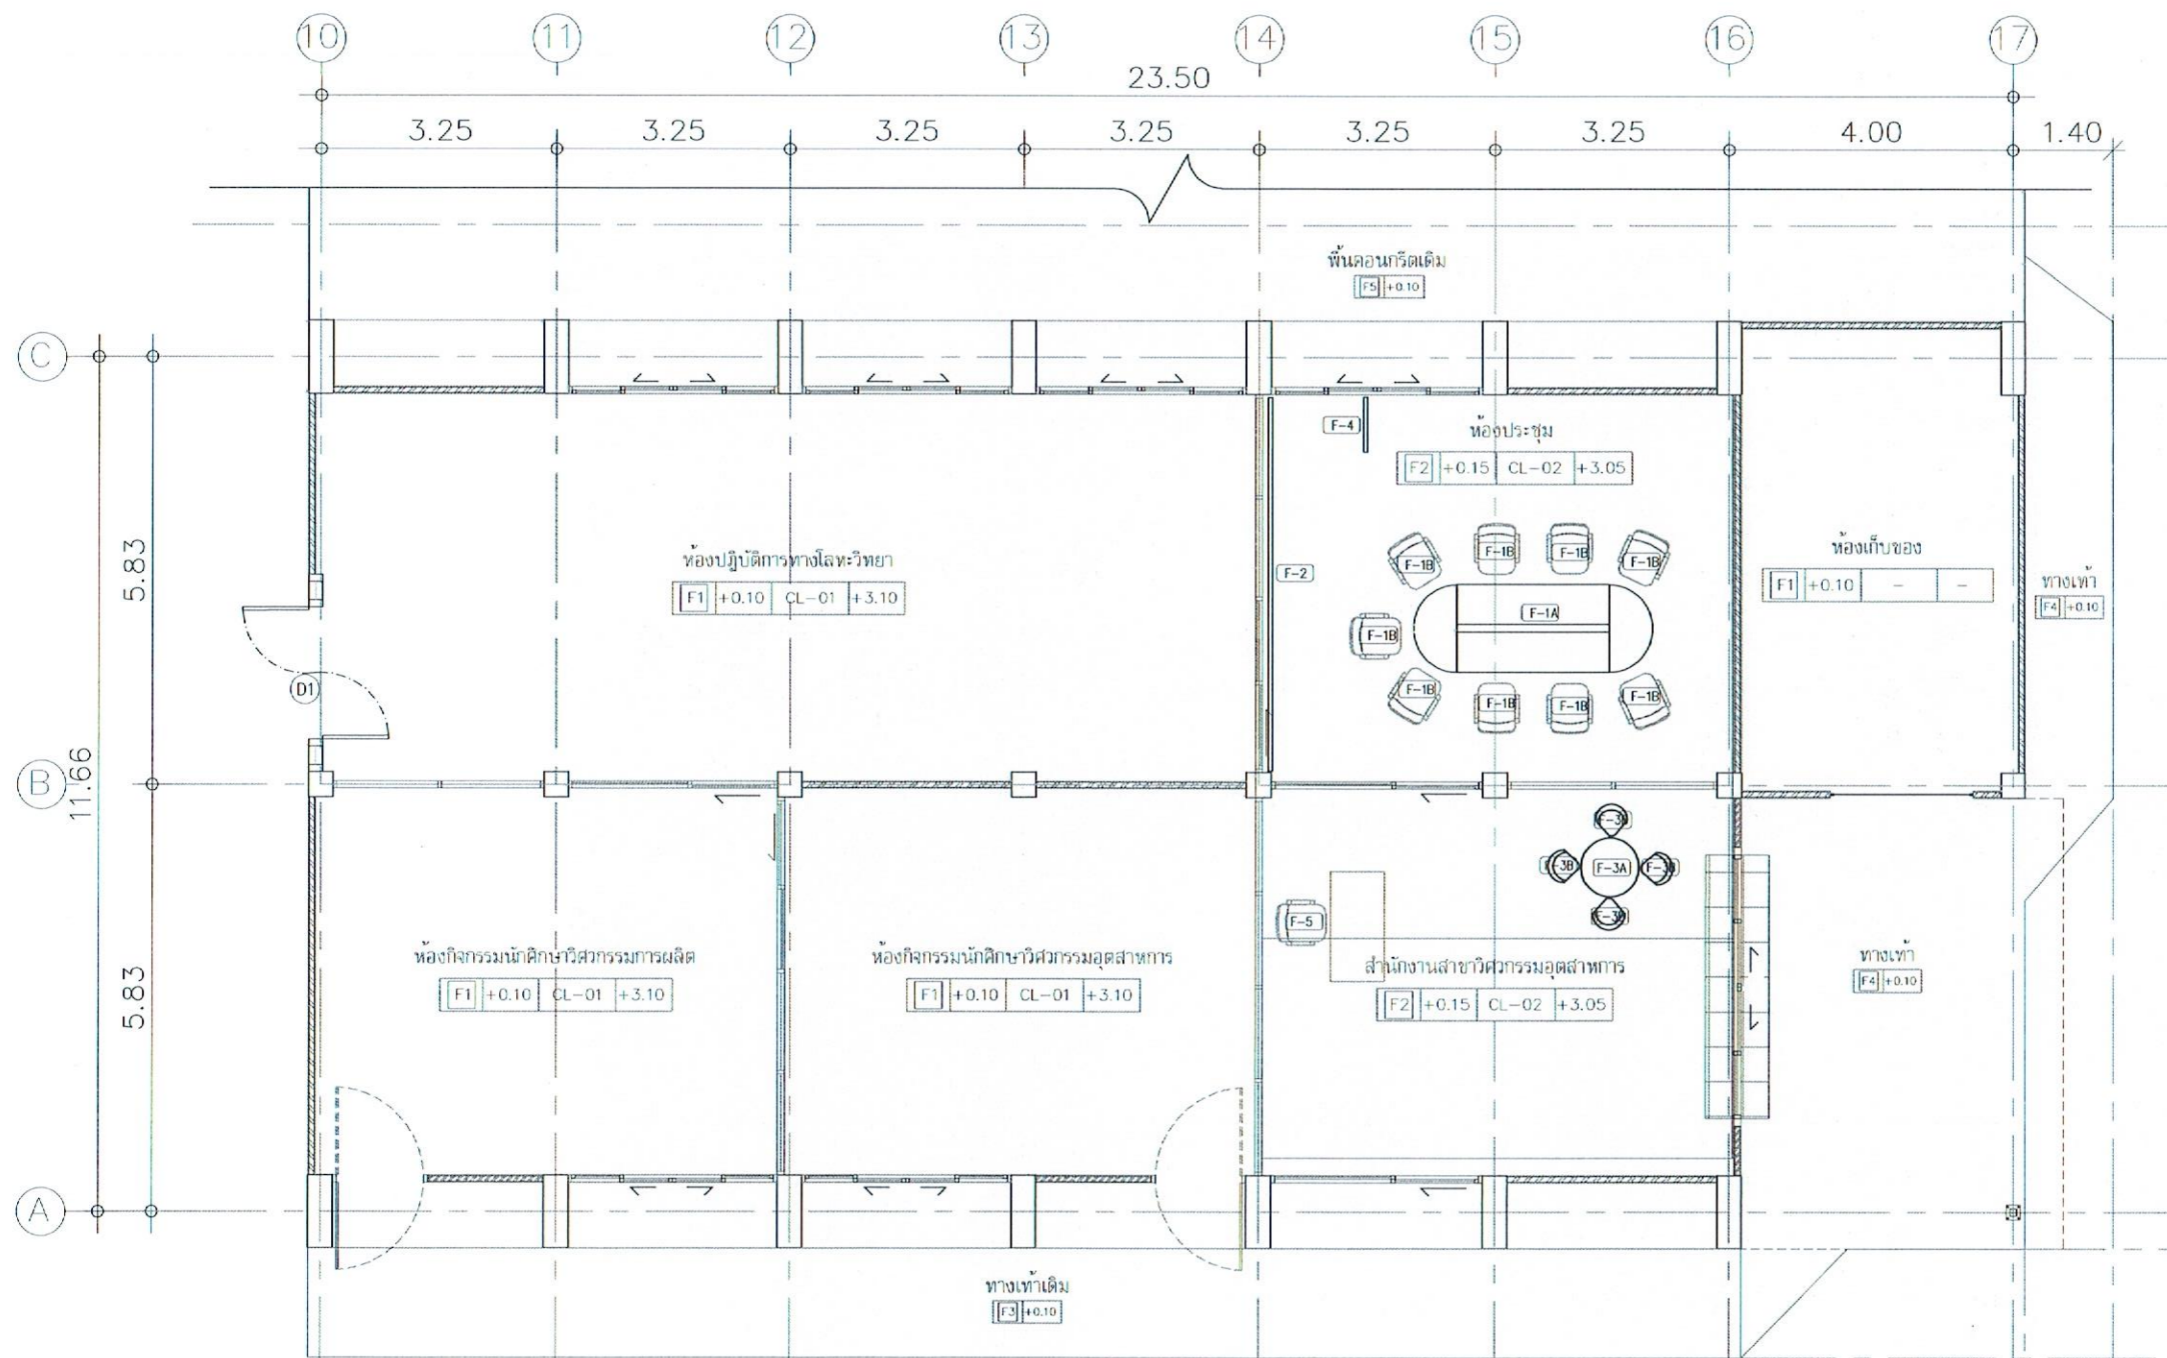 10 11 12 13 14 15 16 17
23.50
3.25 3.25 3.25 3.25 3.25 3.25 4.00 1.40
พื้นคอนกรีตเดิม
F5 +0.10
C
F-4
ห้องประชุม
F2 +0.15 CL-02 +3.05
5.83
ห้องปฏิบัติการทางโลหะวิทยา
F1 +0.10 CL-01 +3.10
F-2
F-1B F-1B F-1B F-1B
F-1A
F-1B
F-1B F-1B F-1B F-1B
ห้องเก็บของ
F1 +0.10 - -
ทางเท้า
F4 +0.10
D1
11.66
B
F-3B
F-3B F-3A F-3B
F-3B
F-5
5.83
ห้องกิจกรรมนักศึกษาวิศวกรรมการผลิต
F1 +0.10 CL-01 +3.10
ห้องกิจกรรมนักศึกษาวิศวกรรมอุตสาหการ
F1 +0.10 CL-01 +3.10
สำนักงานสาขาวิศวกรรมอุตสาหการ
F2 +0.15 CL-02 +3.05
ทางเท้า
F4 +0.10
A
ทางเท้าเดิม
F3 +0.10